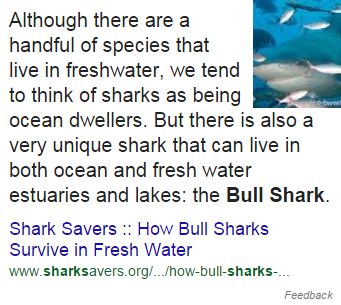 Although there are a
handful of species that
live in freshwater, we tend
to think of sharks as being
ocean dwellers. But there is also a
very unique shark that can live in
both ocean and fresh water
estuaries and lakes: the Bull Shark.
Shark Savers :: How Bull Sharks
Survive in Fresh Water
www.sharksavers.org/.../how-bull-sharks-...
Feedback